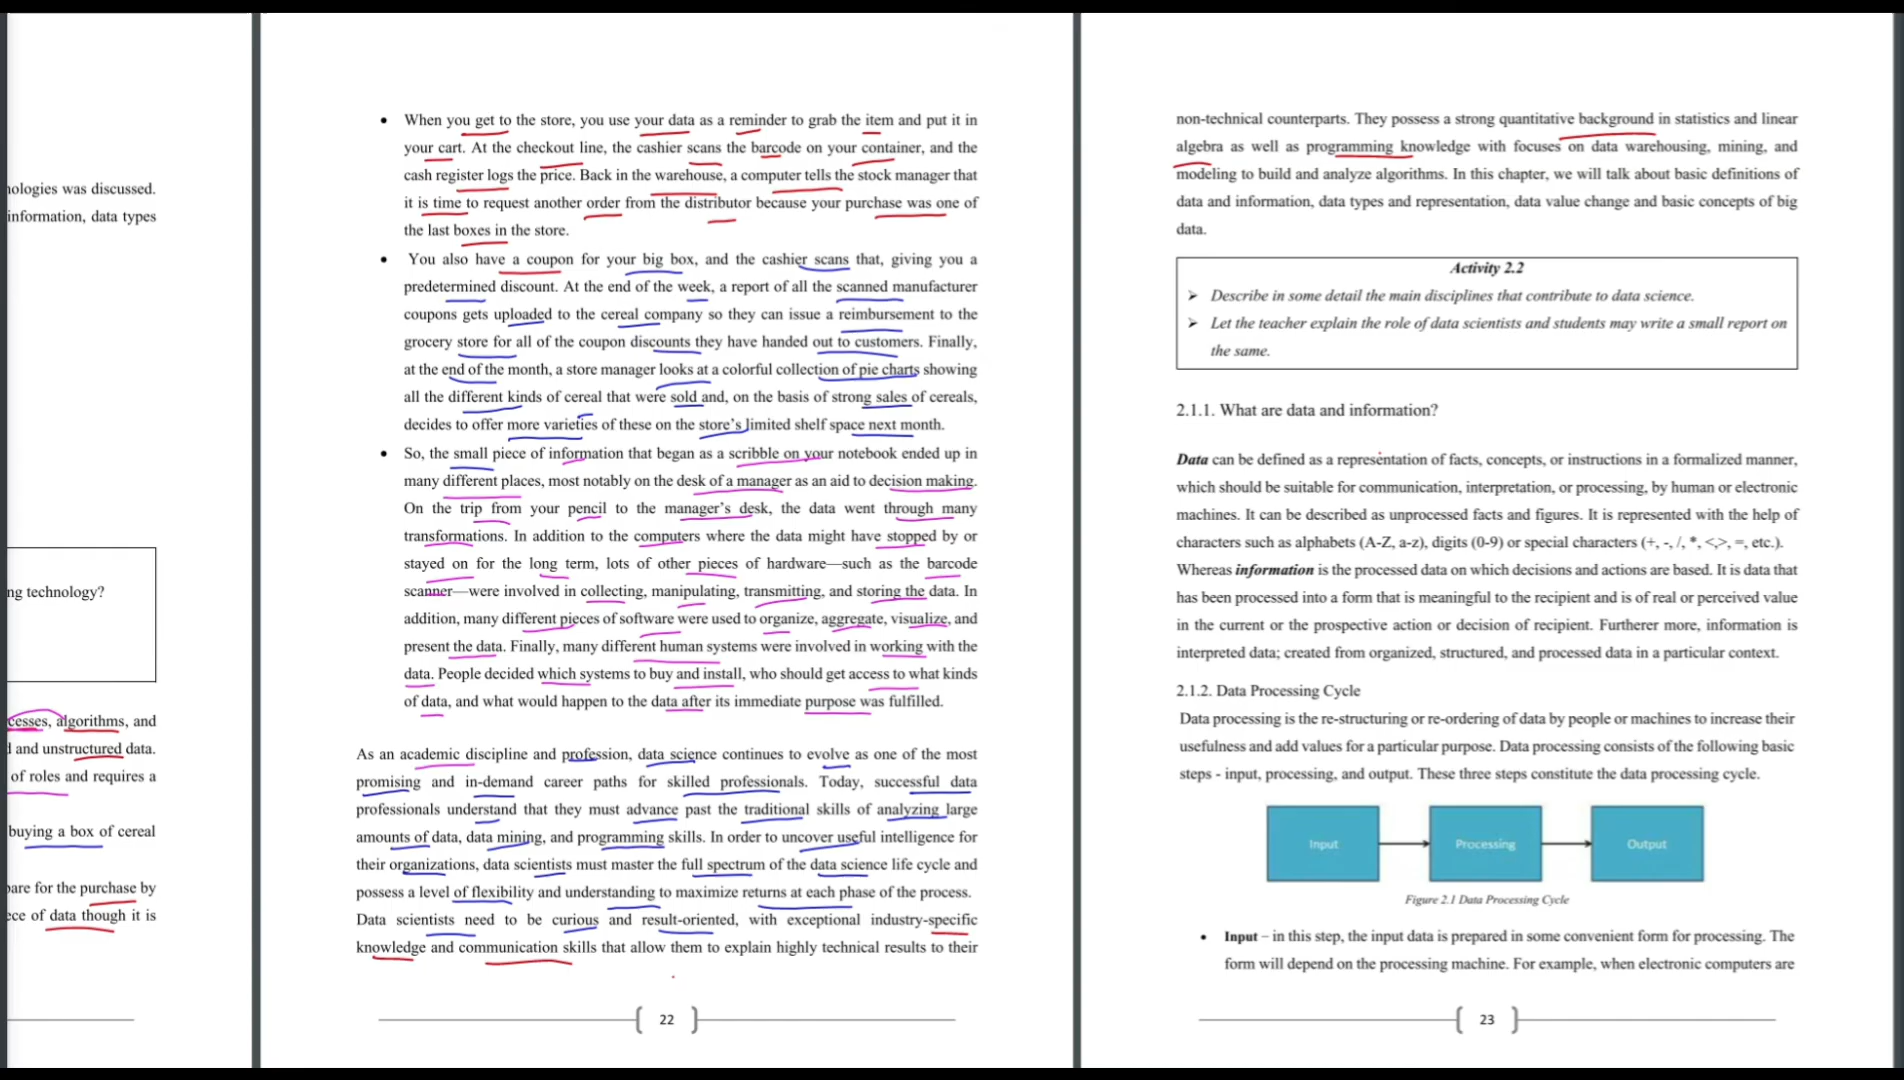 nologies was discussed.
information, data types
ng technology?
cesses, algorithms, and
d and unstructured data.
of roles and requires a
buying a box of cereal
pare for the purchase by
ece of data though it is
• When you get to the store, you use your data as a reminder to grab the item and put it in
your cart. At the checkout line, the cashier scans the barcode on your container, and the
cash register logs the price. Back in the warehouse, a computer tells the stock manager that
it is time to request another order from the distributor because your purchase was one of
the last boxes in the store.
• You also have a coupon for your big box, and the cashier scans that, giving you a
predetermined discount. At the end of the week, a report of all the scanned manufacturer
coupons gets uploaded to the cereal company so they can issue a reimbursement to the
grocery store for all of the coupon discounts they have handed out to customers. Finally,
at the end of the month, a store manager looks at a colorful collection of pie charts showing
all the different kinds of cereal that were sold and, on the basis of strong sales of cereals,
decides to offer more varieties of these on the store's limited shelf space next month.
• So, the small piece of information that began as a scribble on your notebook ended up in
many different places, most notably on the desk of a manager as an aid to decision making.
On the trip from your pencil to the manager's desk, the data went through many
transformations. In addition to the computers where the data might have stopped by or
stayed on for the long term, lots of other pieces of hardware—such as the barcode
scanner—were involved in collecting, manipulating, transmitting, and storing the data. In
addition, many different pieces of software were used to organize, aggregate, visualize, and
present the data. Finally, many different human systems were involved in working with the
data. People decided which systems to buy and install, who should get access to what kinds
of data, and what would happen to the data after its immediate purpose was fulfilled.
As an academic discipline and profession, data science continues to evolve as one of the most
promising and in-demand career paths for skilled professionals. Today, successful data
professionals understand that they must advance past the traditional skills of analyzing large
amounts of data, data mining, and programming skills. In order to uncover useful intelligence for
their organizations, data scientists must master the full spectrum of the data science life cycle and
possess a level of flexibility and understanding to maximize returns at each phase of the process.
Data scientists need to be curious and result-oriented, with exceptional industry-specific
knowledge and communication skills that allow them to explain highly technical results to their
22
non-technical counterparts. They possess a strong quantitative background in statistics and linear
algebra as well as programming knowledge with focuses on data warehousing, mining, and
modeling to build and analyze algorithms. In this chapter, we will talk about basic definitions of
data and information, data types and representation, data value change and basic concepts of big
data.
Activity 2.2
➢ Describe in some detail the main disciplines that contribute to data science.
➢ Let the teacher explain the role of data scientists and students may write a small report on
the same.
2.1.1. What are data and information?
Data can be defined as a representation of facts, concepts, or instructions in a formalized manner,
which should be suitable for communication, interpretation, or processing, by human or electronic
machines. It can be described as unprocessed facts and figures. It is represented with the help of
characters such as alphabets (A-Z, a-z), digits (0-9) or special characters (+, -, /, *, <,>, =, etc.).
Whereas information is the processed data on which decisions and actions are based. It is data that
has been processed into a form that is meaningful to the recipient and is of real or perceived value
in the current or the prospective action or decision of recipient. Furtherer more, information is
interpreted data; created from organized, structured, and processed data in a particular context.
2.1.2. Data Processing Cycle
Data processing is the re-structuring or re-ordering of data by people or machines to increase their
usefulness and add values for a particular purpose. Data processing consists of the following basic
steps - input, processing, and output. These three steps constitute the data processing cycle.
Input Processing Output
Figure 2.1 Data Processing Cycle
• Input – in this step, the input data is prepared in some convenient form for processing. The
form will depend on the processing machine. For example, when electronic computers are
23